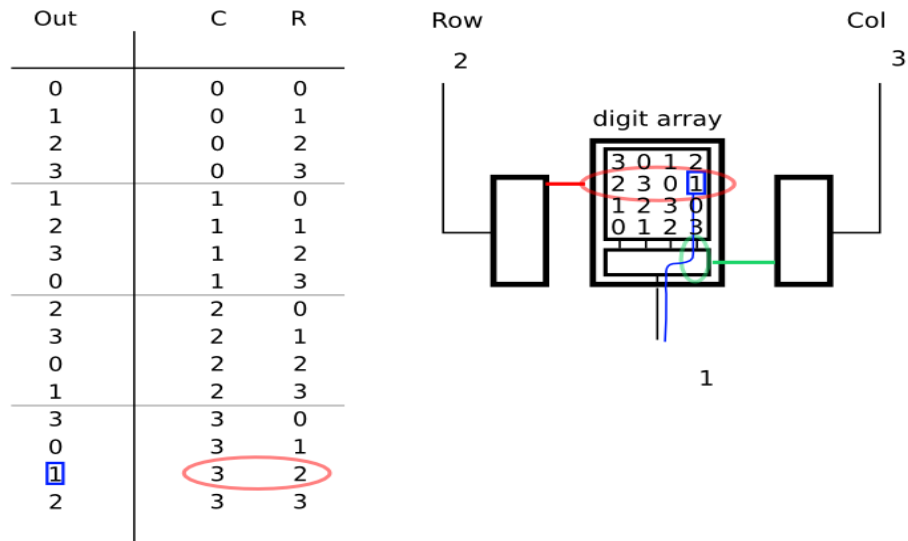 Out C R
0 0 0
1 0 1
2 0 2
3 0 3
1 1 0
2 1 1
3 1 2
0 1 3
2 2 0
3 2 1
0 2 2
1 2 3
3 3 0
0 3 1
1 3 2
2 3 3
Row Col
2 3
digit array
3 0 1 2
2 3 0 1
1 2 3 0
0 1 2 3
1